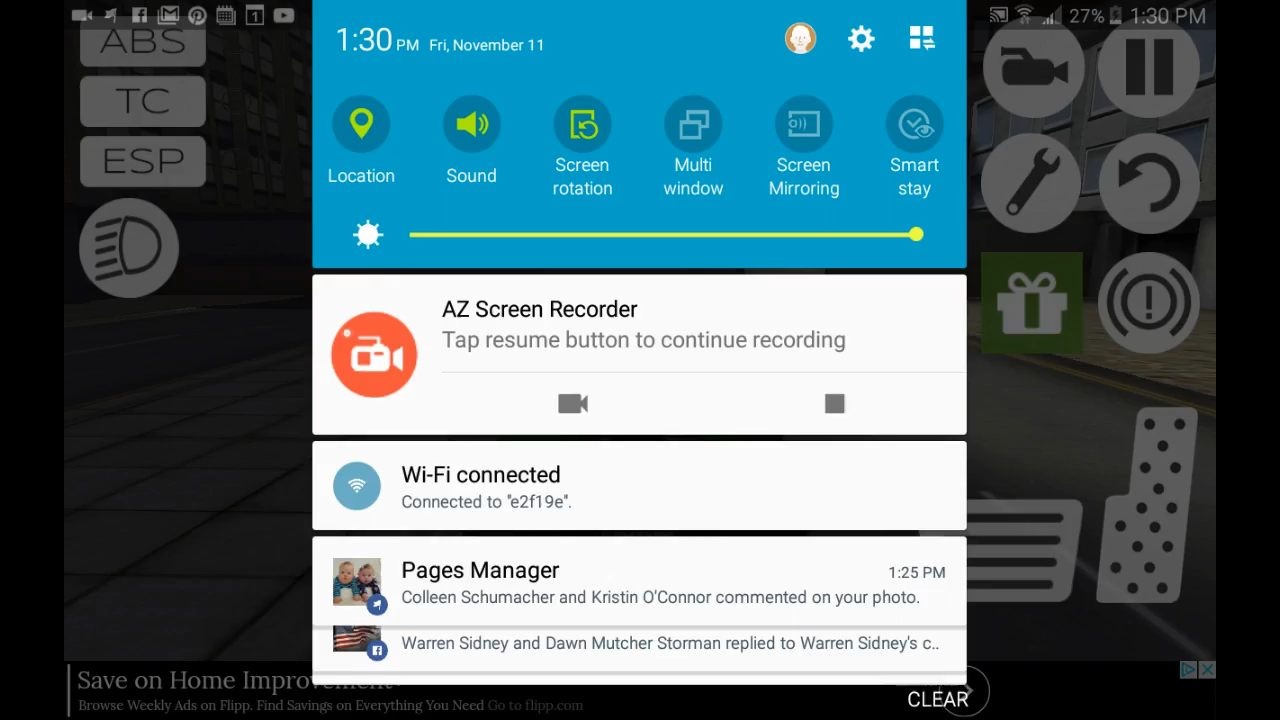 1
27% 1:30 PM
1:30 PM Fri, November 11
ABS
TC
ESP
Location
Sound
Screen rotation
Multi window
Screen Mirroring
Smart stay
AZ Screen Recorder
Tap resume button to continue recording
Wi-Fi connected
Connected to "e2f19e".
Pages Manager
1:25 PM
Colleen Schumacher and Kristin O'Connor commented on your photo.
Warren Sidney and Dawn Mutcher Storman replied to Warren Sidney's c..
Save on Home Improvement
Browse Weekly Ads on Flipp. Find Savings on Everything You Need Go to flipp.com
CLEAR